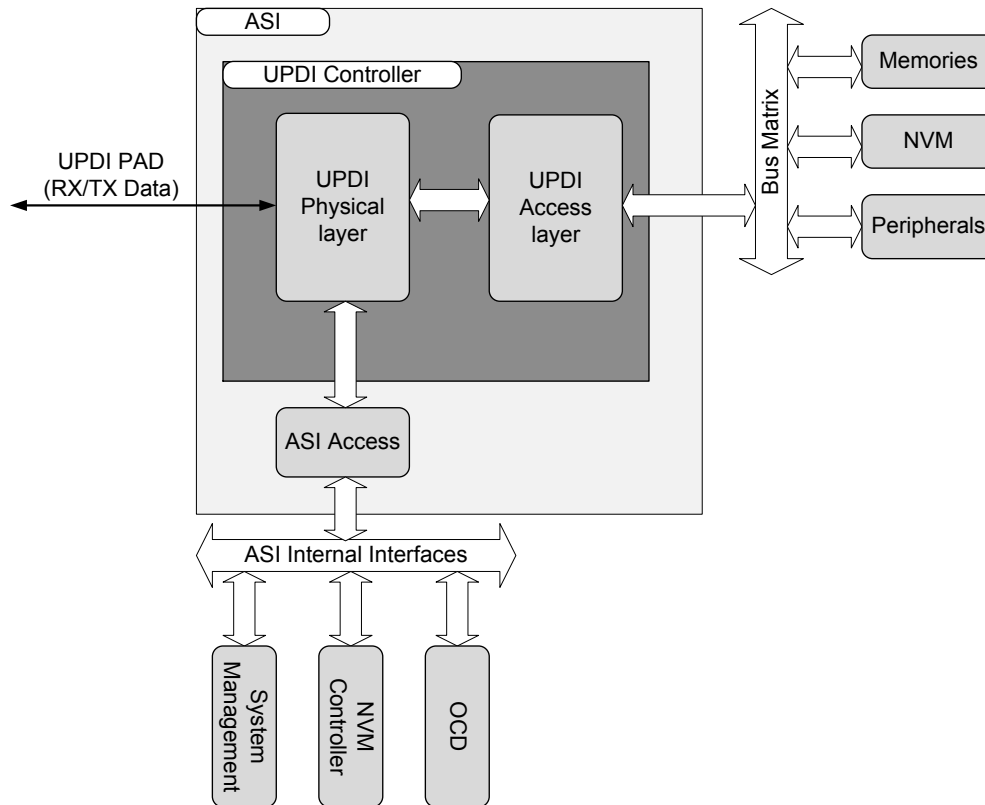 ASI
UPDI Controller
UPDI PAD
(RX/TX Data)
UPDI
Physical
layer
UPDI
Access
layer
Bus Matrix
Memories
NVM
Peripherals
ASI Access
ASI Internal Interfaces
System
Management
NVM
Controller
OCD